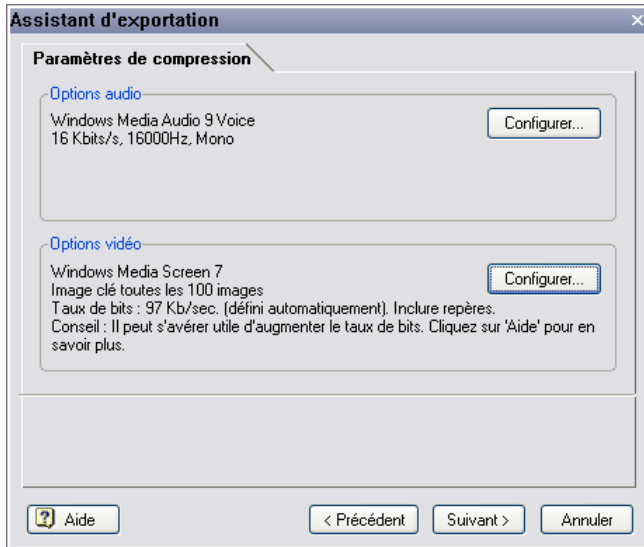 Assistant d'exportation
Paramètres de compression
Options audio
Windows Media Audio 9 Voice
16 Kbits/s, 16000Hz, Mono
Configurer...
Options vidéo
Windows Media Screen 7
Image clé toutes les 100 images
Taux de bits : 97 Kb/sec. (défini automatiquement). Inclure repères.
Conseil : Il peut s'avérer utile d'augmenter le taux de bits. Cliquez sur 'Aide' pour en
savoir plus.
Configurer...
Aide
< Précédent
Suivant >
Annuler